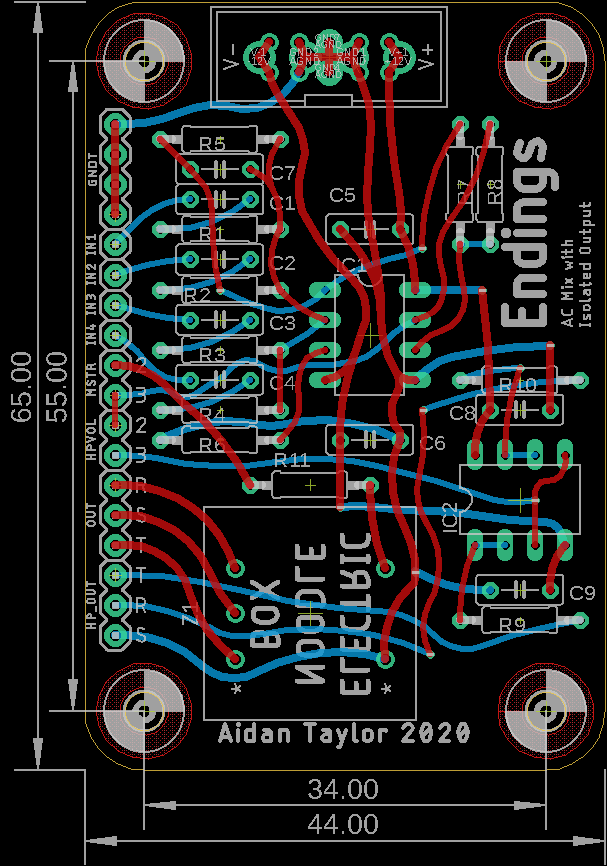 V-
V-1
-12V
GND2
AGND
GND1
AGND
V+1
+12V
V+
GNDT
R5
C7
C1
R1
C2
R2
C3
R3
C4
R4
R6
R11
C5
IC1
C6
R7
R8
Endings
AC Mix with
Isolated Output
IN1
IN2
IN3
IN4
MSTR
2
3
HPVOL
2
3
OUT
R
S
T
HP_OUT
T
R
S
R10
C8
IC2
C9
R9
Z1
BOX
NOODLE
ELECTRIC
*
*
Aidan Taylor 2020
65.00
55.00
34.00
44.00